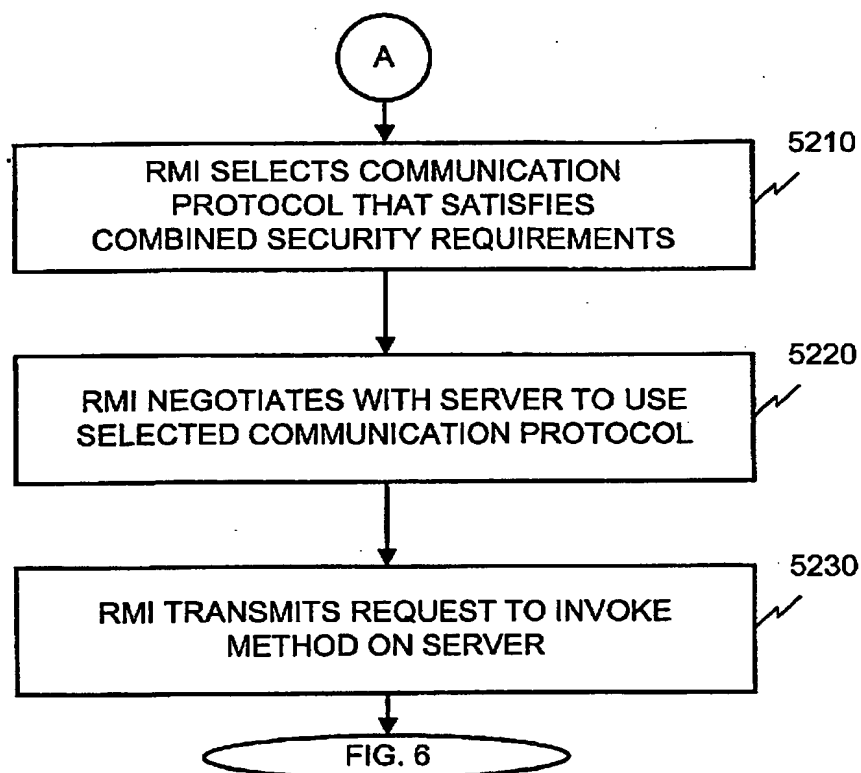 A
5210
RMI SELECTS COMMUNICATION
PROTOCOL THAT SATISFIES
COMBINED SECURITY REQUIREMENTS
5220
RMI NEGOTIATES WITH SERVER TO USE
SELECTED COMMUNICATION PROTOCOL
5230
RMI TRANSMITS REQUEST TO INVOKE
METHOD ON SERVER
FIG. 6